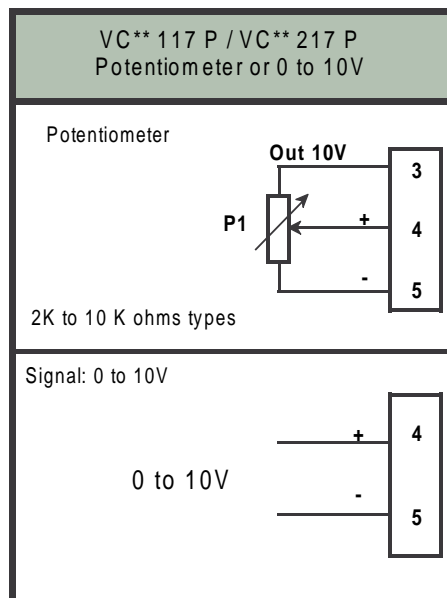 VC** 117 P / VC** 217 P
Potentiometer or 0 to 10V
Potentiometer
Out 10V
3
P1
+
4
-
5
2K to 10 K ohms types
Signal: 0 to 10V
+
4
0 to 10V
-
5